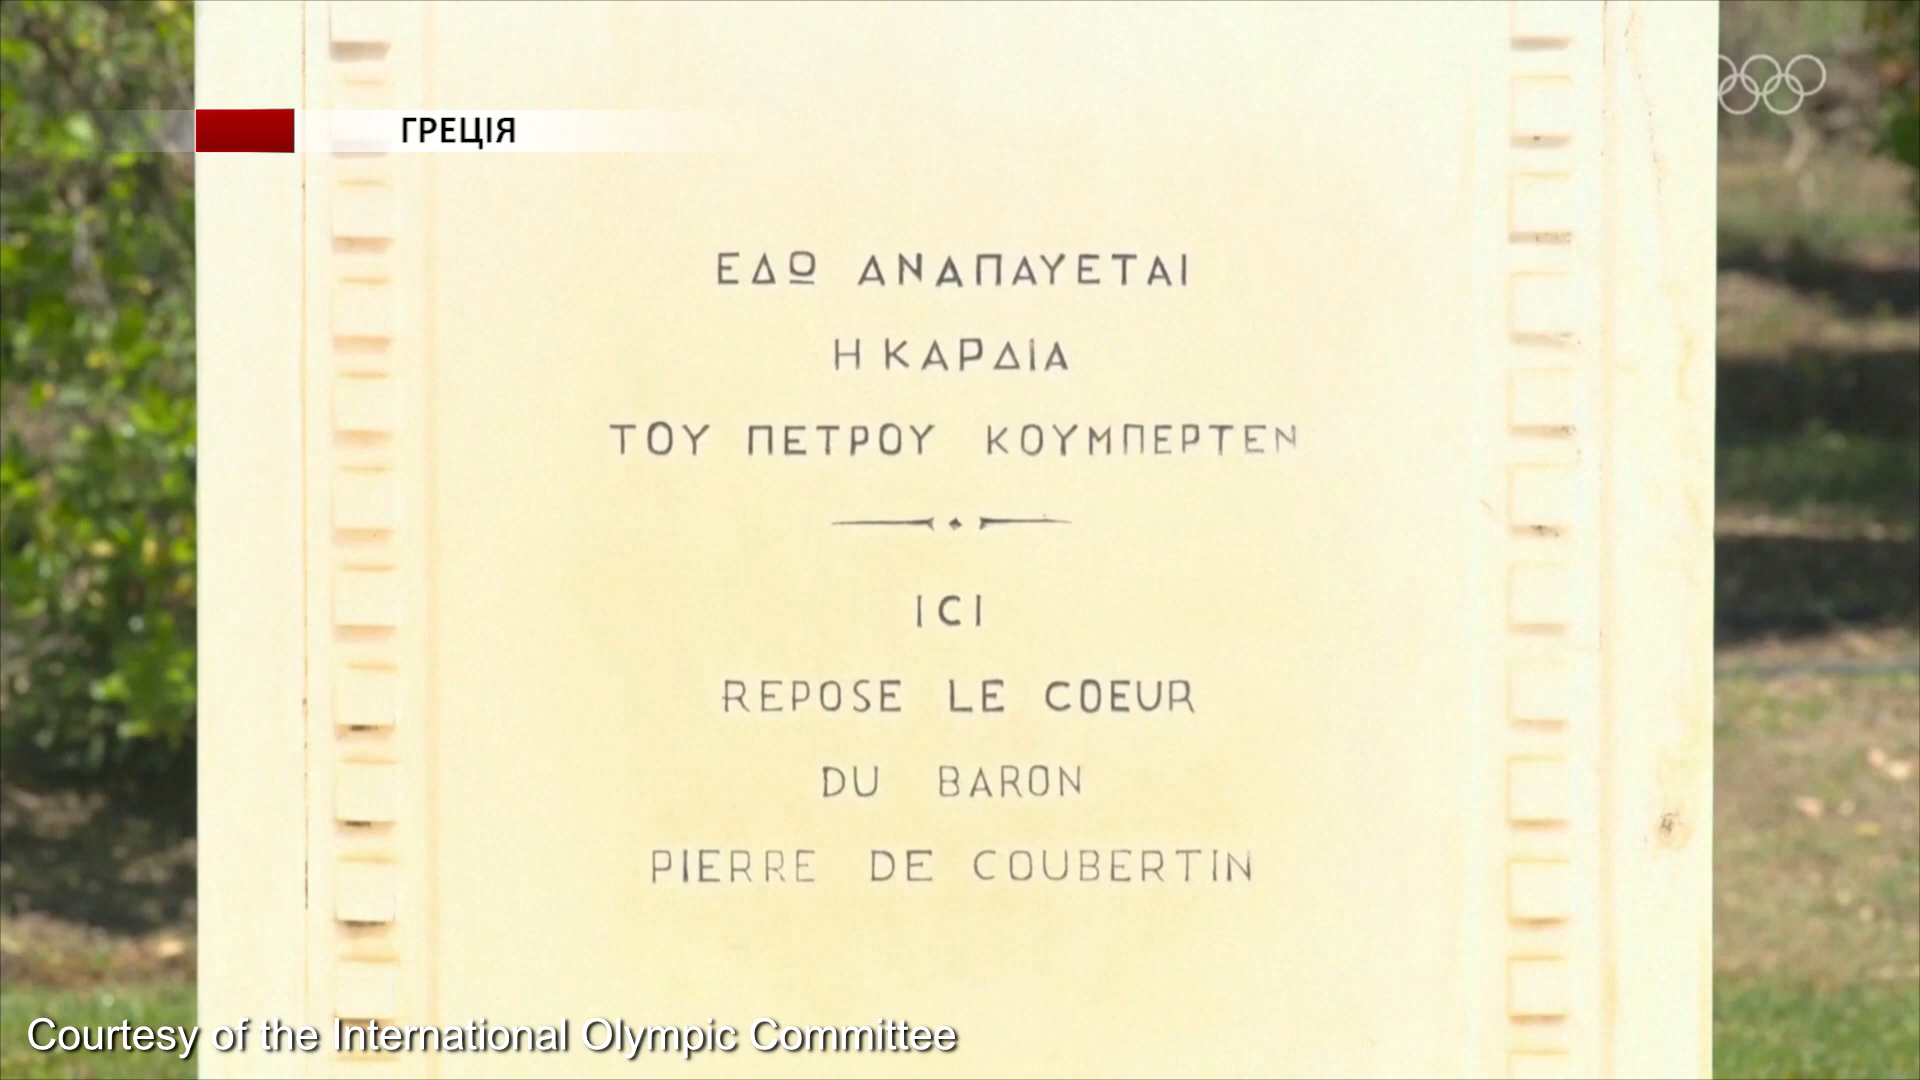 ГРЕЦІЯ
ΕΔΩ ΑΝΑΠΑΥΕΤΑΙ
Η ΚΑΡΔΙΑ
ΤΟΥ ΠΕΤΡΟΥ ΚΟΥΜΠΕΡΤΕΝ
ICI
REPOSE LE COEUR
DU BARON
PIERRE DE COUBERTIN
Courtesy of the International Olympic Committee